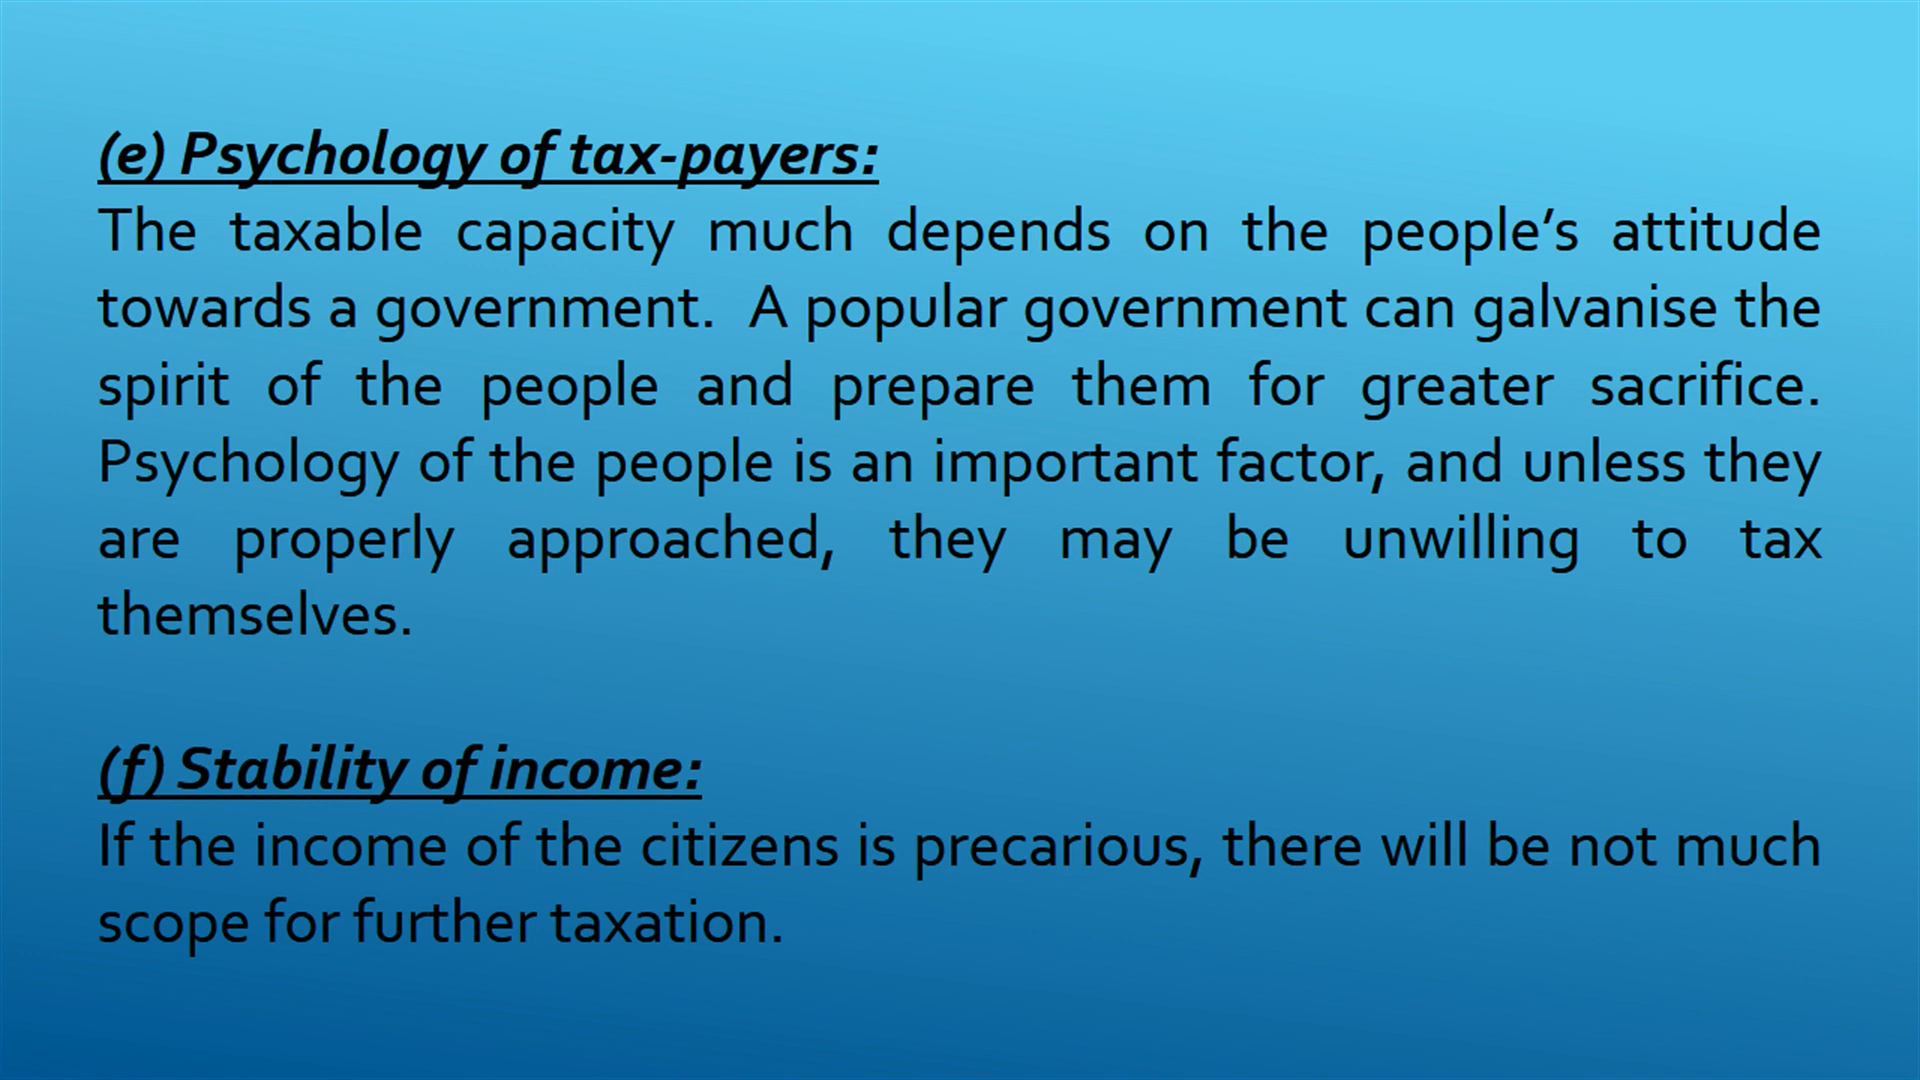 (e) Psychology of tax-payers:
The taxable capacity much depends on the people’s attitude
towards a government.  A popular government can galvanise the
spirit of the people and prepare them for greater sacrifice.
Psychology of the people is an important factor, and unless they
are properly approached, they may be unwilling to tax
themselves.
(f) Stability of income:
If the income of the citizens is precarious, there will be not much
scope for further taxation.